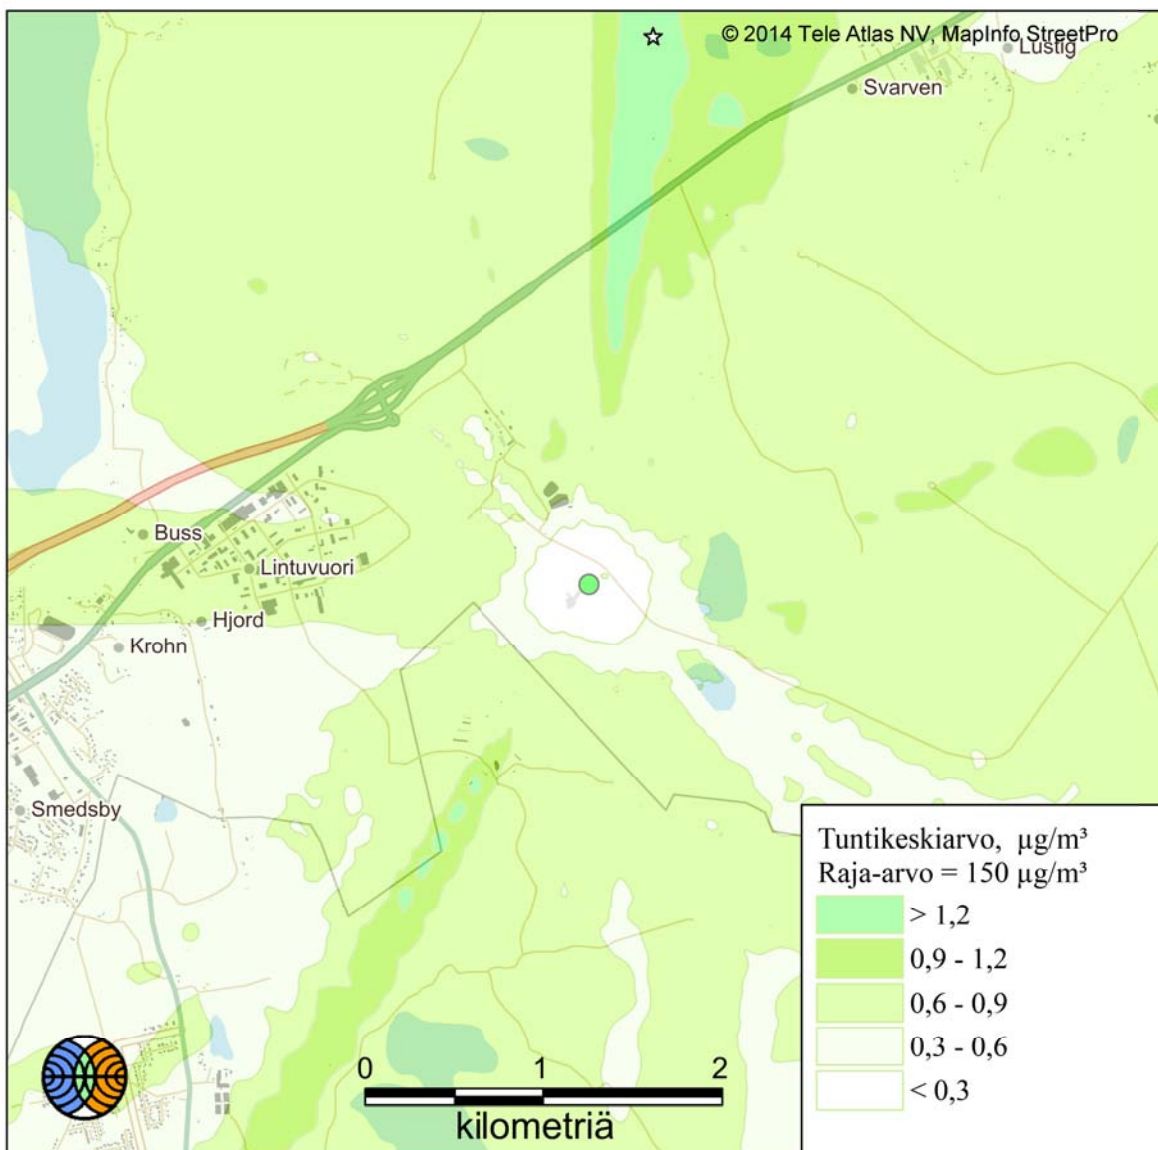 © 2014 Tele Atlas NV, MapInfo StreetPro
Lustig
Svarven
Buss
Lintuvuori
Hjord
Krohn
Smedsby
Tuntikeskiarvo, µg/m³
Raja-arvo = 150 µg/m³
> 1,2
0,9 - 1,2
0,6 - 0,9
0,3 - 0,6
< 0,3
0 1 2
kilometriä